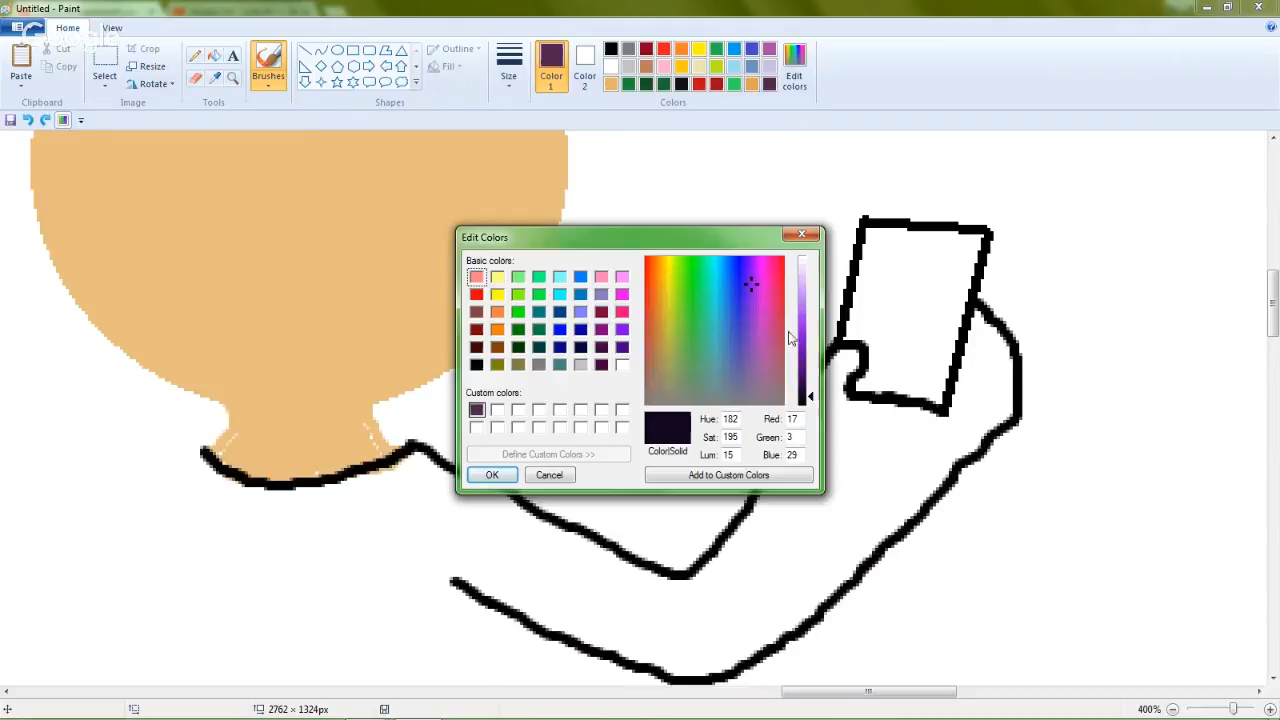 Untitled - Paint
Home View
Cut
Copy
Paste
Clipboard
Select
Crop
Resize
Rotate
Image
Tools
Brushes
Outline
Fill
Shapes
Size
Color 1
Color 2
Edit colors
Colors
Edit Colors
Basic colors:
Custom colors:
Define Custom Colors >>
OK Cancel
Color|Solid
Hue: 182 Red: 17
Sat: 195 Green: 3
Lum: 15 Blue: 29
Add to Custom Colors
2762 × 1324px
400%